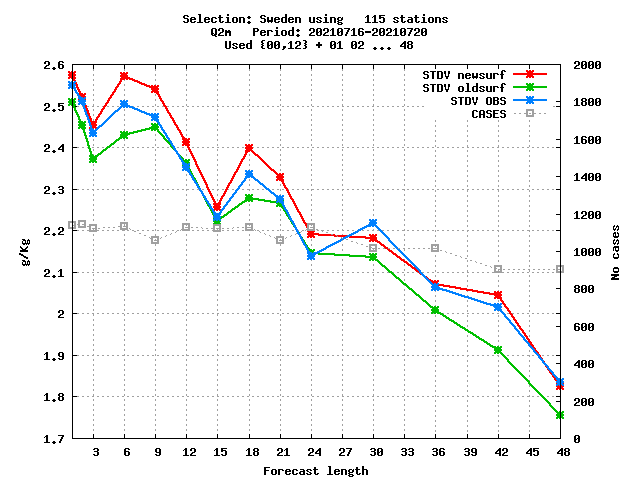 Selection: Sweden using   115 stations
Q2m   Period: 20210716-20210720
Used {00,12} + 01 02 ... 48
STDV newsurf
STDV oldsurf
STDV OBS
CASES
2.6
2.5
2.4
2.3
2.2
2.1
2
1.9
1.8
1.7
g/Kg
2000
1800
1600
1400
1200
1000
800
600
400
200
0
No cases
3 6 9 12 15 18 21 24 27 30 33 36 39 42 45 48
Forecast length